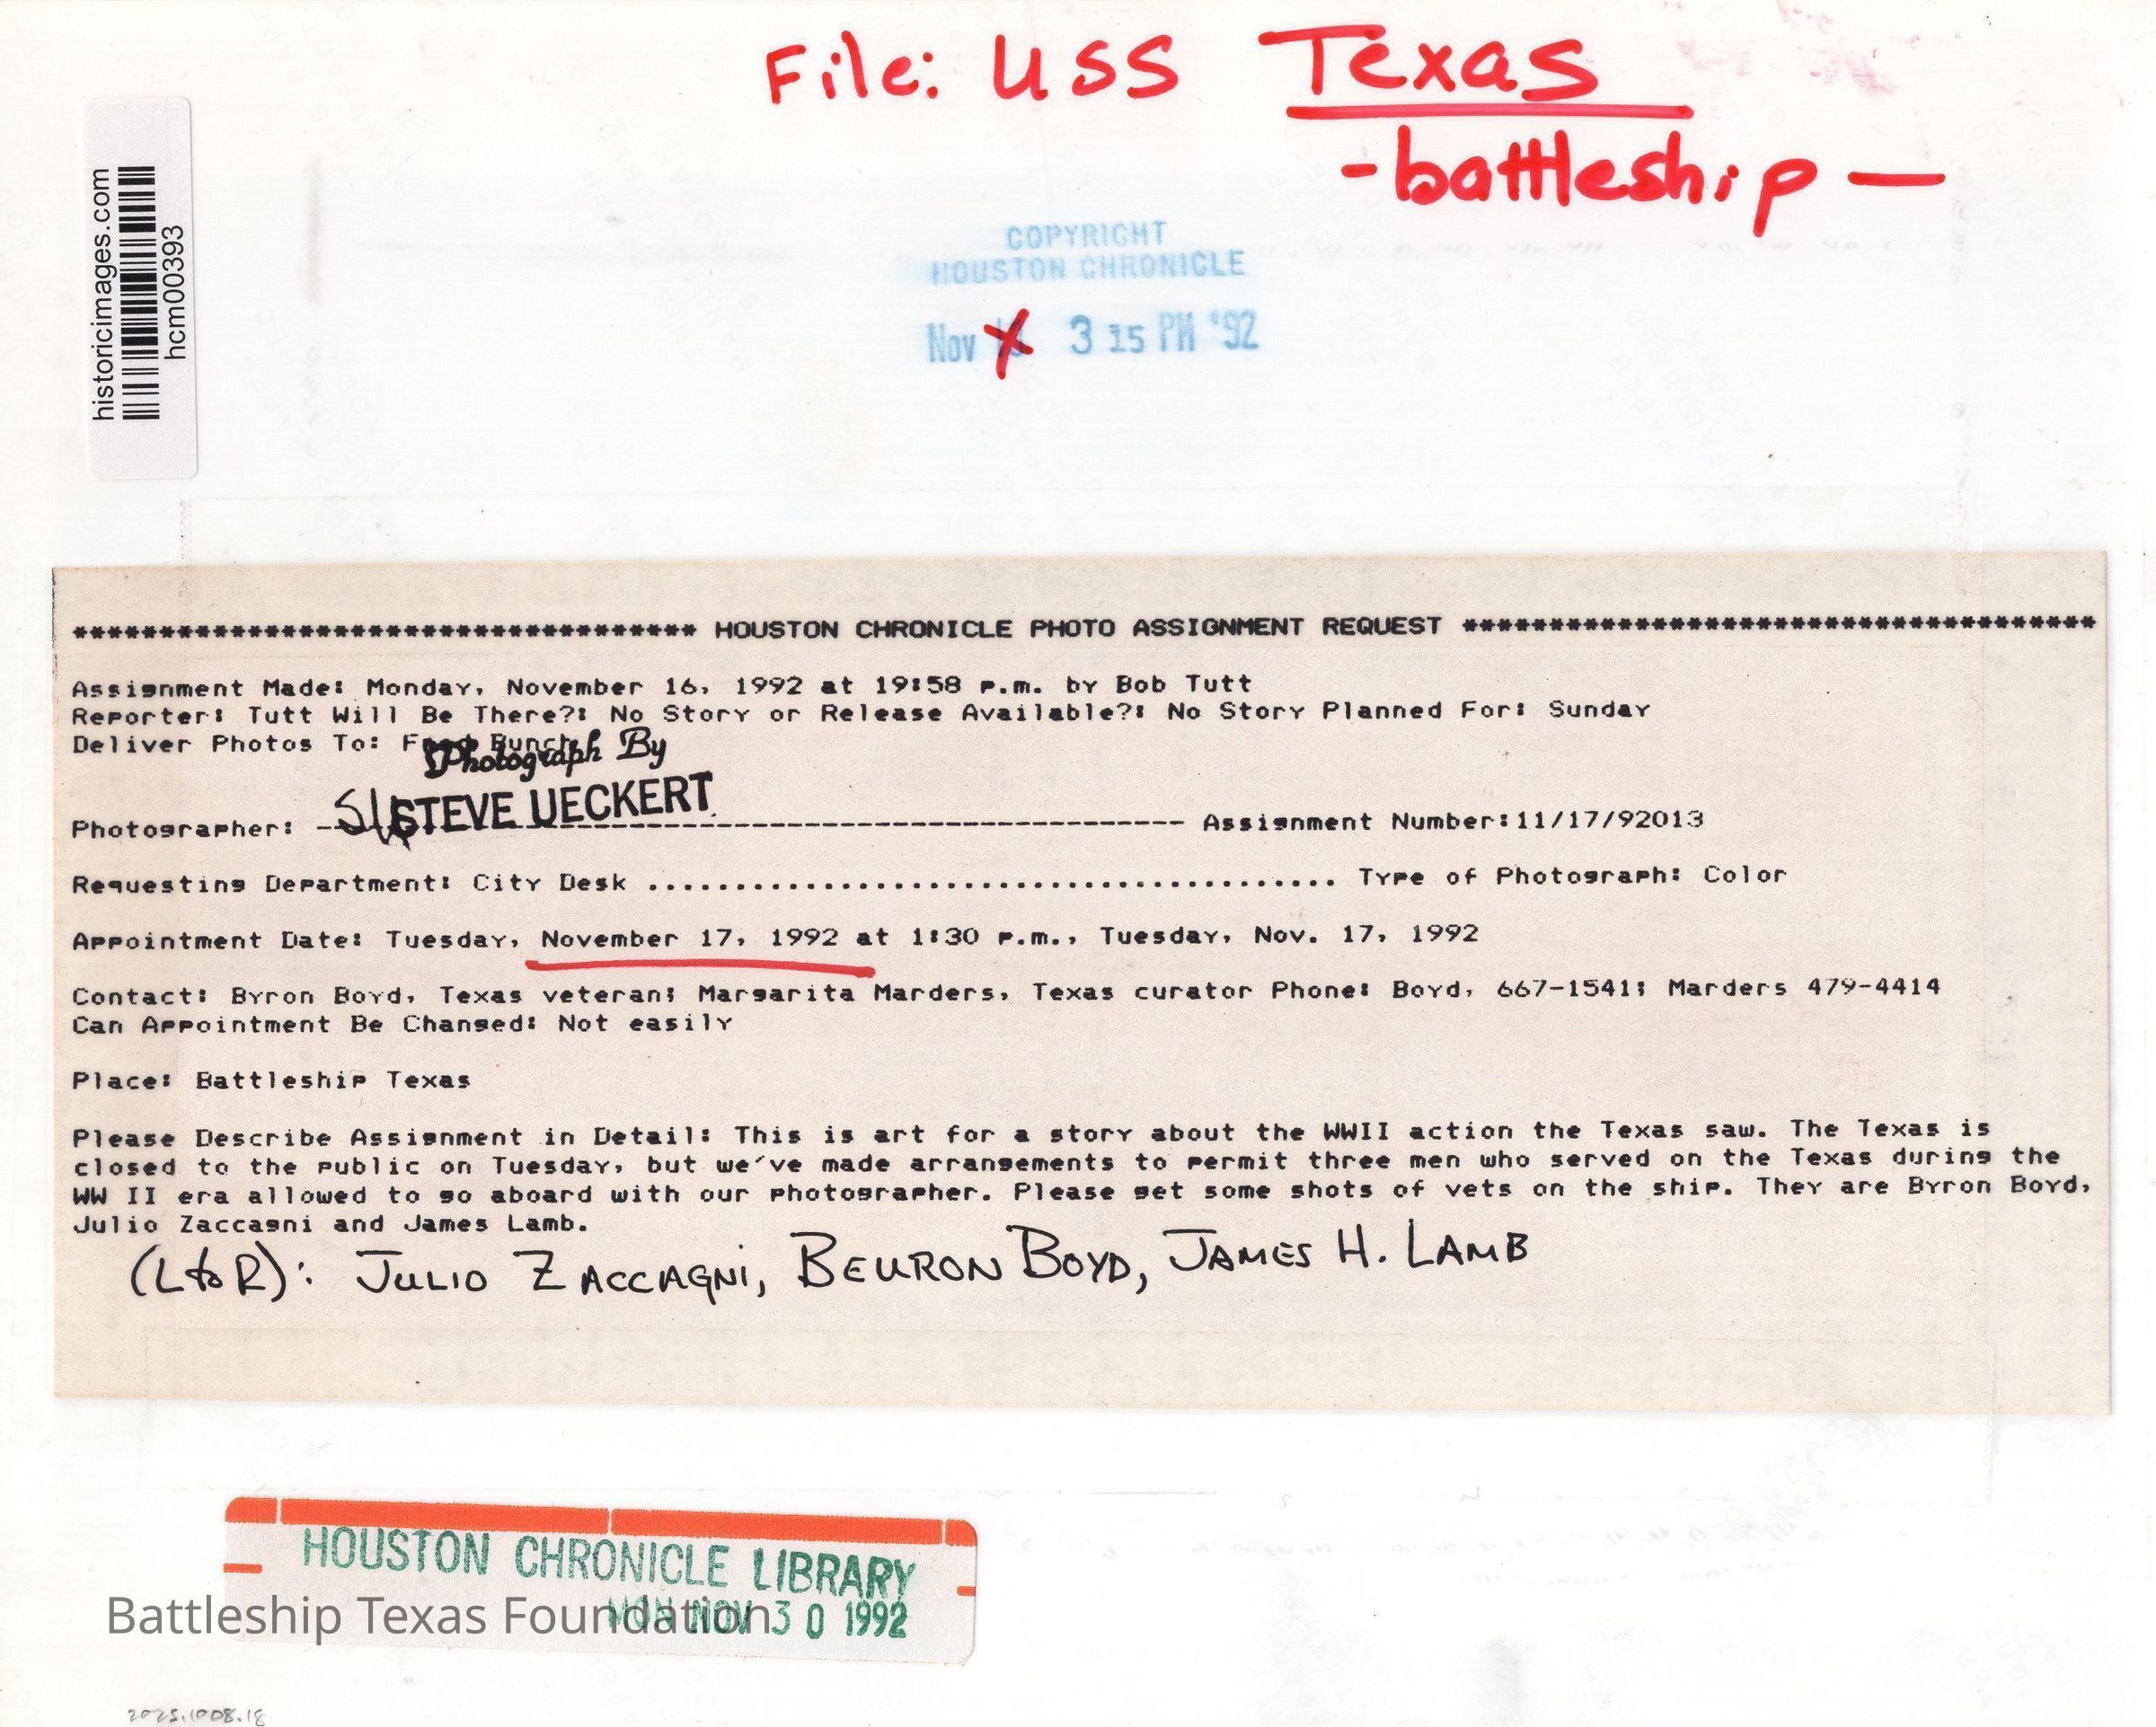 File: USS Texas
-battleship-
historicimages.com
hcm00393
COPYRIGHT
HOUSTON CHRONICLE
Nov 3 15 PM '92
*********************************** HOUSTON CHRONICLE PHOTO ASSIGNMENT REQUEST ************************************
Assignment Made: Monday, November 16, 1992 at 19:58 p.m. by Bob Tutt
Reporter: Tutt Will Be There?: No Story or Release Available?: No Story Planned For: Sunday
Deliver Photos To: Bunch
Photograph By
STEVE UECKERT
Photographer: Assignment Number:11/17/92013
Requesting Department: City Desk ........................................ Type of Photograph: Color
Appointment Date: Tuesday, November 17, 1992 at 1:30 p.m., Tuesday, Nov. 17, 1992
Contact: Byron Boyd, Texas veteran; Margarita Marders, Texas curator Phone: Boyd, 667-1541; Marders 479-4414
Can Appointment Be Changed: Not easily
Place: Battleship Texas
Please Describe Assignment in Detail: This is art for a story about the WWII action the Texas saw. The Texas is
closed to the public on Tuesday, but we've made arrangements to permit three men who served on the Texas during the
WW II era allowed to go aboard with our photographer. Please get some shots of vets on the ship. They are Byron Boyd,
Julio Zaccagni and James Lamb.
(L to R): JULIO ZACCAGNI, BEURON BOYD, JAMES H. LAMB
HOUSTON CHRONICLE LIBRARY
MON NOV 30 1992
Battleship Texas Foundation
2025.1008.18